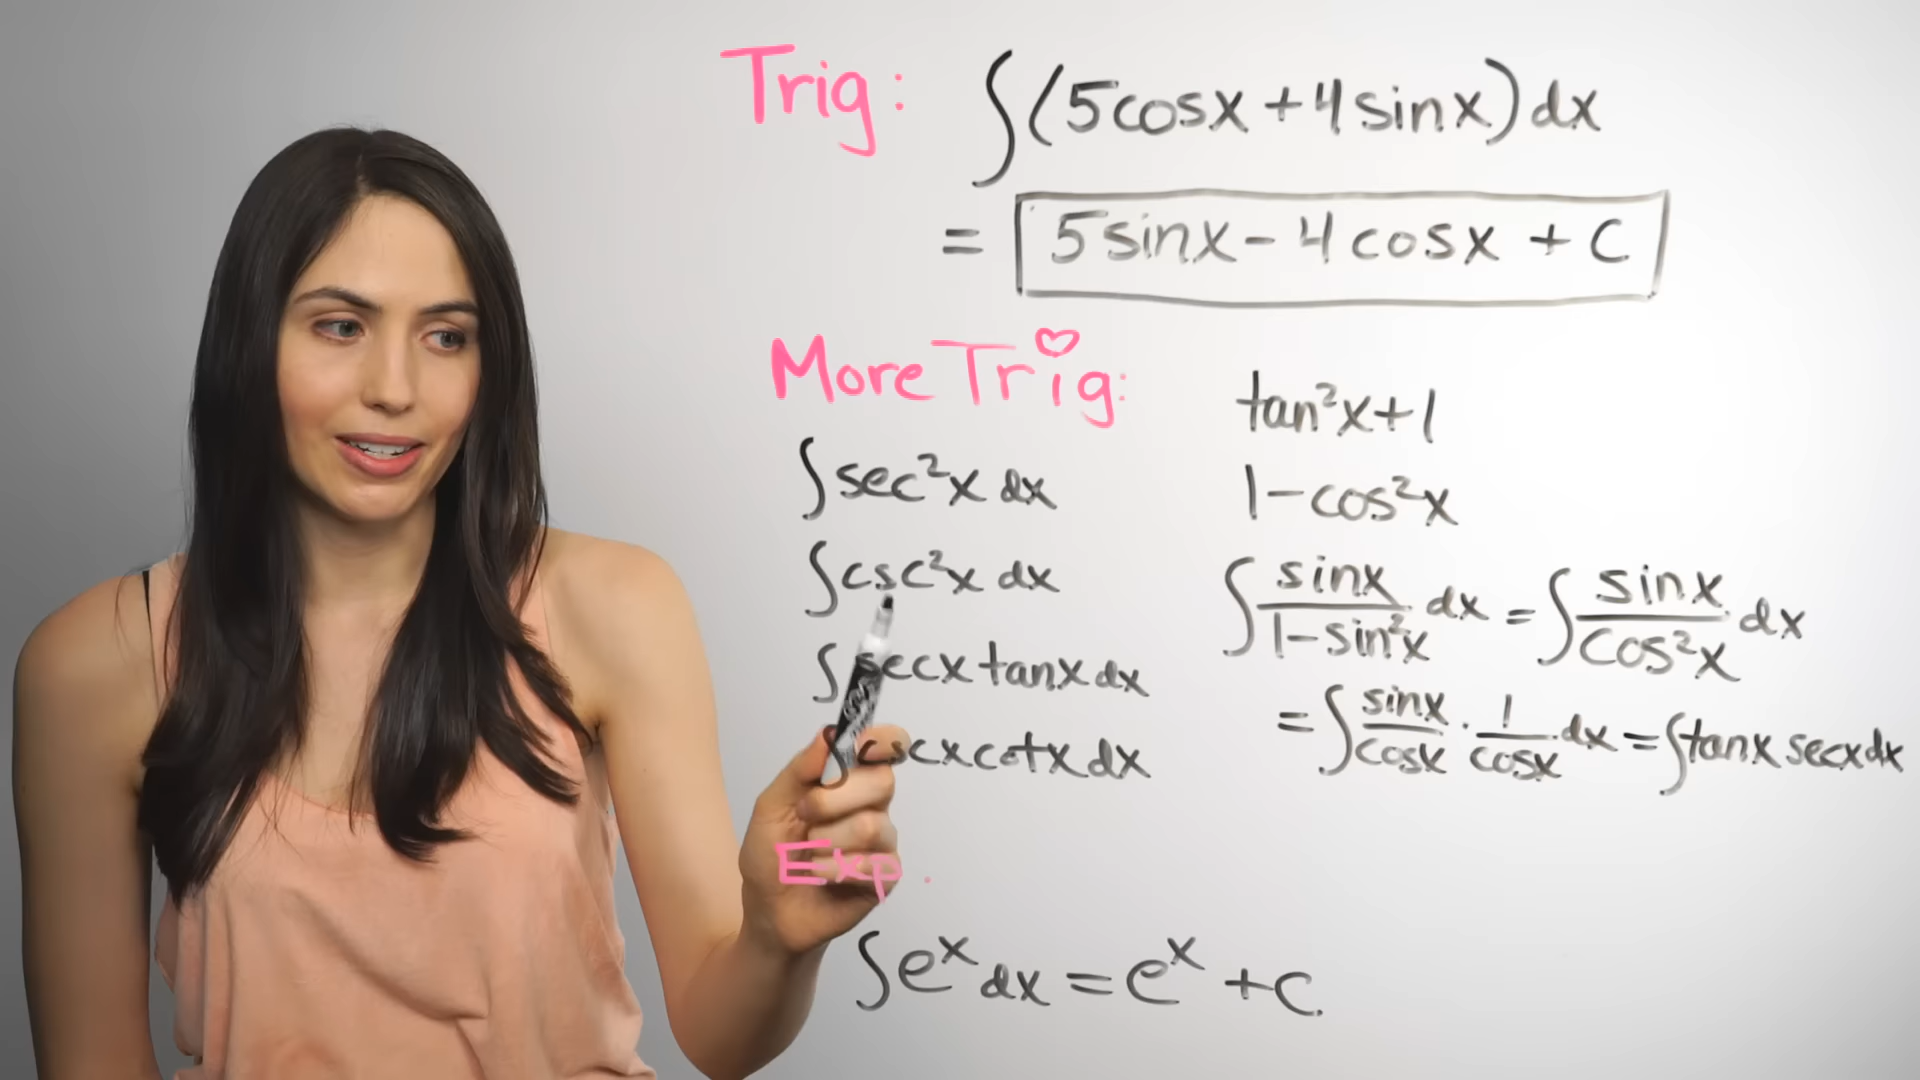 Trig: ∫(5cosx+4sinx)dx
= 5sinx-4cosx + C
More Trig:
∫sec²x dx
∫csc²x dx
∫secx tanx dx
∫cscx cotx dx
tan²x+1
1-cos²x
∫ sinx/(1-sin²x) dx = ∫ sinx/cos²x dx
= ∫ sinx/cosx · 1/cosx dx = ∫tanx secx dx
Exp.
∫eˣ dx = eˣ + C